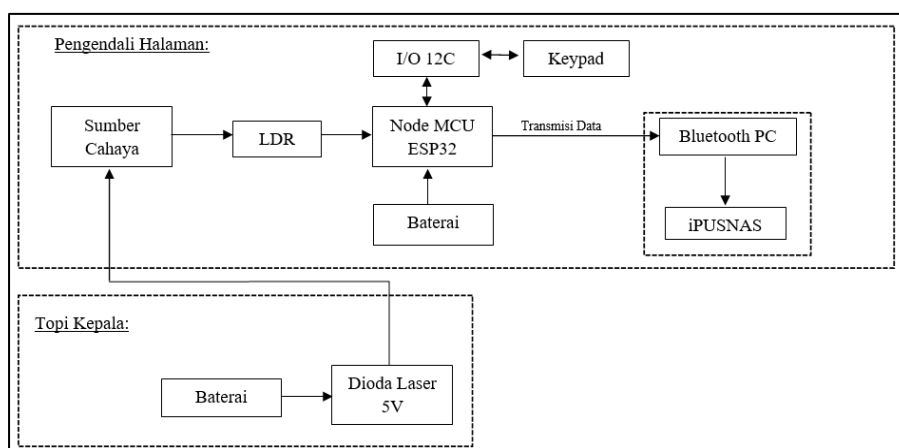 Pengendali Halaman:
I/O 12C
Keypad
Sumber
Cahaya
LDR
Node MCU
ESP32
Transmisi Data
Bluetooth PC
Baterai
iPUSNAS
Topi Kepala:
Baterai
Dioda Laser
5V